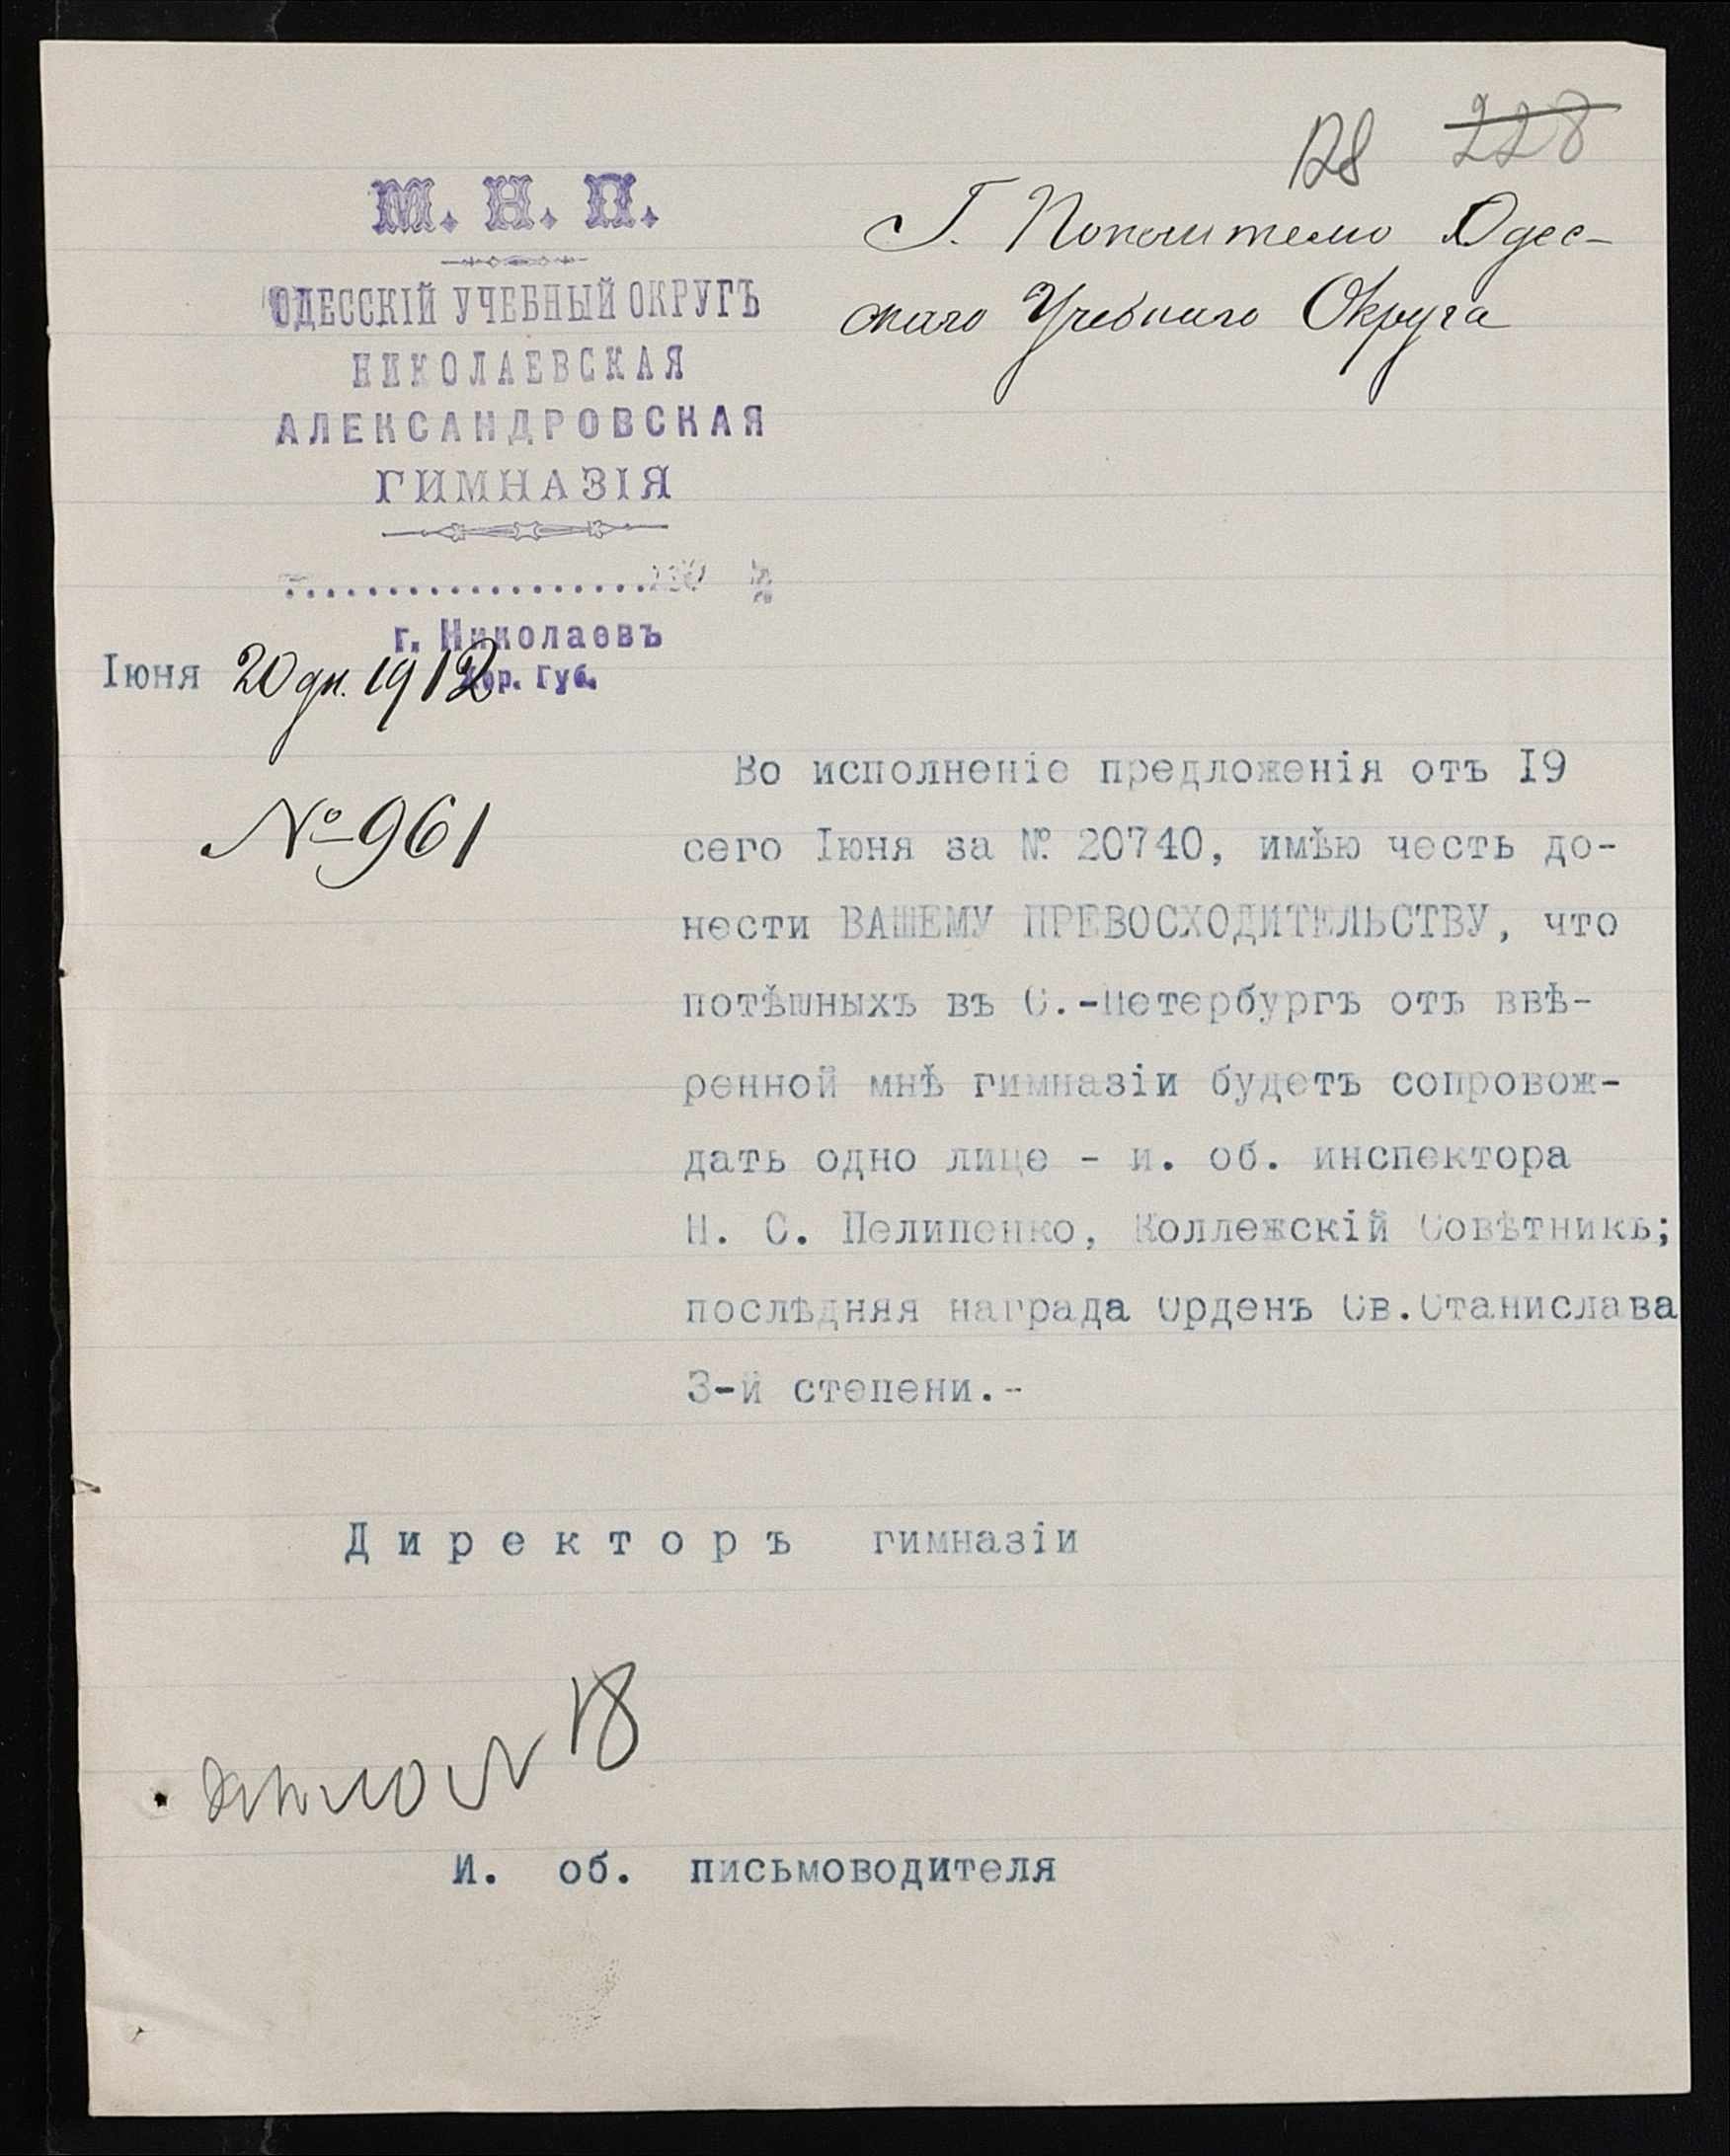 128 228
М. Н. П.
ОДЕССКІЙ УЧЕБНЫЙ ОКРУГЪ
НИКОЛАЕВСКАЯ
АЛЕКСАНДРОВСКАЯ
ГИМНАЗІЯ
г. Николаевъ
Хер. Губ.
Іюня 20 дн. 1912
№ 961
Г. Попечителю Одес-
скаго Учебнаго Округа
Во исполненіе предложенія отъ I9
сего Іюня за №. 20740, имѣю честь до-
нести ВАШЕМУ ПРЕВОСХОДИТЕЛЬСТВУ, что
потѣшныхъ въ С.-Петербургъ отъ ввѣ-
ренной мнѣ гимназіи будетъ сопровож-
дать одно лице - и. об. инспектора
Н. С. Пелипенко, Коллежскій Совѣтникъ;
послѣдняя награда Орденъ Св.Станислава
3-й степени.-
Директоръ гимназіи
дѣло № 18
И. об. письмоводителя